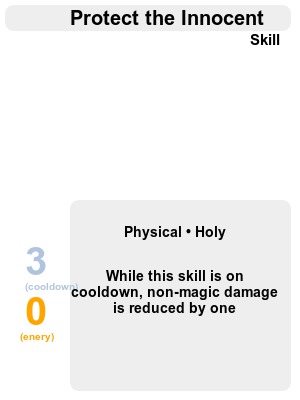 Protect the Innocent
Skill
Physical • Holy
3
(cooldown)
While this skill is on
cooldown, non-magic damage
is reduced by one
0
(enery)